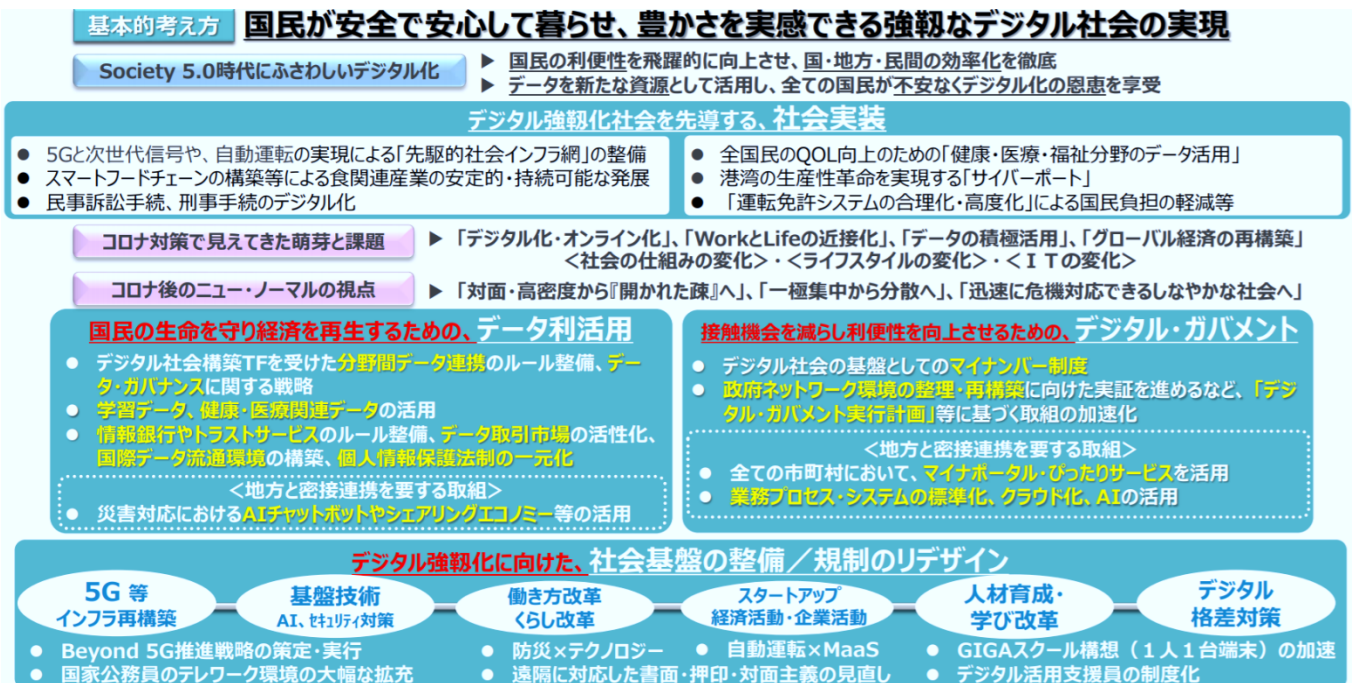 基本的考え方 国民が安全で安心して暮らせ、豊かさを実感できる強靱なデジタル社会の実現
Society 5.0時代にふさわしいデジタル化
▶ 国民の利便性を飛躍的に向上させ、国・地方・民間の効率化を徹底
▶ データを新たな資源として活用し、全ての国民が不安なくデジタル化の恩恵を享受
デジタル強靱化社会を先導する、社会実装
● 5Gと次世代信号や、自動運転の実現による「先駆的社会インフラ網」の整備
● スマートフードチェーンの構築等による食関連産業の安定的・持続可能な発展
● 民事訴訟手続、刑事手続のデジタル化
● 全国民のQOL向上のための「健康・医療・福祉分野のデータ活用」
● 港湾の生産性革命を実現する「サイバーポート」
● 「運転免許システムの合理化・高度化」による国民負担の軽減等
コロナ対策で見えてきた萌芽と課題
▶ 「デジタル化・オンライン化」、「WorkとLifeの近接化」、「データの積極活用」、「グローバル経済の再構築」
<社会の仕組みの変化>・<ライフスタイルの変化>・<ITの変化>
コロナ後のニュー・ノーマルの視点
▶ 「対面・高密度から『開かれた疎』へ」、「一極集中から分散へ」、「迅速に危機対応できるしなやかな社会へ」
国民の生命を守り経済を再生するための、データ利活用
● デジタル社会構築TFを受けた分野間データ連携のルール整備、デー
タ・ガバナンスに関する戦略
● 学習データ、健康・医療関連データの活用
● 情報銀行やトラストサービスのルール整備、データ取引市場の活性化、
国際データ流通環境の構築、個人情報保護法制の一元化
<地方と密接連携を要する取組>
● 災害対応におけるAIチャットボットやシェアリングエコノミー等の活用
接触機会を減らし利便性を向上させるための、デジタル・ガバメント
● デジタル社会の基盤としてのマイナンバー制度
● 政府ネットワーク環境の整理・再構築に向けた実証を進めるなど、「デジ
タル・ガバメント実行計画」等に基づく取組の加速化
<地方と密接連携を要する取組>
● 全ての市町村において、マイナポータル・ぴったりサービスを活用
● 業務プロセス・システムの標準化、クラウド化、AIの活用
デジタル強靱化に向けた、社会基盤の整備／規制のリデザイン
5G 等
インフラ再構築
基盤技術
AI、ｾｷｭﾘﾃｨ対策
働き方改革
くらし改革
スタートアップ
経済活動・企業活動
人材育成・
学び改革
デジタル
格差対策
● Beyond 5G推進戦略の策定・実行
● 国家公務員のテレワーク環境の大幅な拡充
● 防災×テクノロジー ● 自動運転×MaaS
● 遠隔に対応した書面・押印・対面主義の見直し
● GIGAスクール構想（１人１台端末）の加速
● デジタル活用支援員の制度化